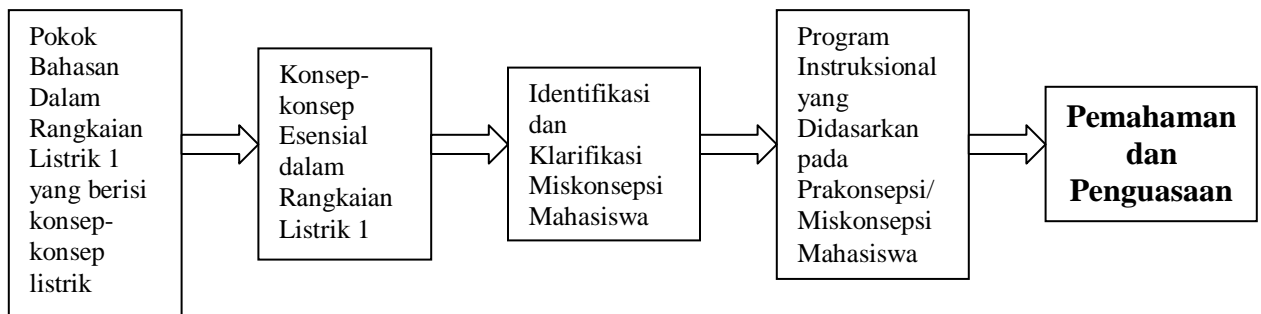 Pokok
Bahasan
Dalam
Rangkaian
Listrik 1
yang berisi
konsep-
konsep
listrik
Konsep-
konsep
Esensial
dalam
Rangkaian
Listrik 1
Identifikasi
dan
Klarifikasi
Miskonsepsi
Mahasiswa
Program
Instruksional
yang
Didasarkan
pada
Prakonsepsi/
Miskonsepsi
Mahasiswa
Pemahaman
dan
Penguasaan